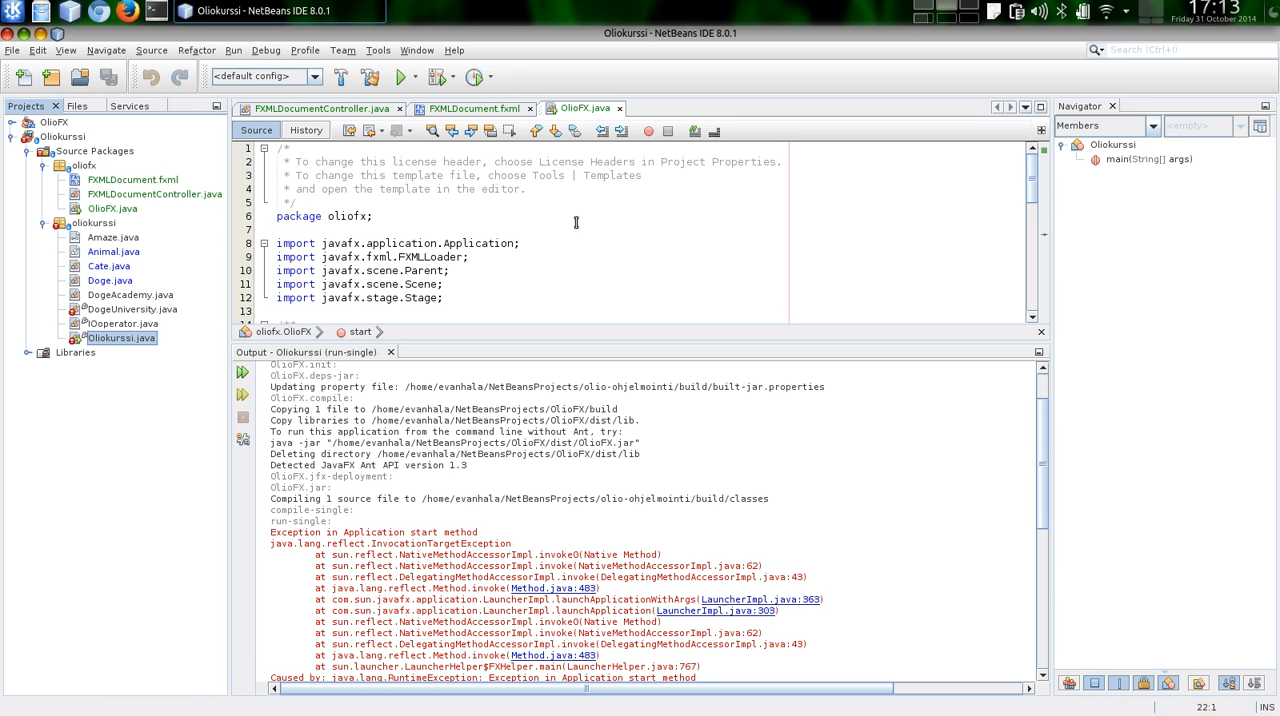 Oliokurssi - NetBeans IDE 8.0.1
17:13
Friday 31 October 2014
Oliokurssi - NetBeans IDE 8.0.1
File Edit View Navigate Source Refactor Run Debug Profile Team Tools Window Help
Search (Ctrl+I)
<default config>
Projects Files Services
OlioFX
Oliokurssi
Source Packages
oliofx
FXMLDocument.fxml
FXMLDocumentController.java
OlioFX.java
oliokurssi
Amaze.java
Animal.java
Cate.java
Doge.java
DogeAcademy.java
DogeUniversity.java
IOoperator.java
Oliokurssi.java
Libraries
FXMLDocumentController.java FXMLDocument.fxml OlioFX.java
Source History
1 /*
2 * To change this license header, choose License Headers in Project Properties.
3 * To change this template file, choose Tools | Templates
4 * and open the template in the editor.
5 */
6 package oliofx;
7
8 import javafx.application.Application;
9 import javafx.fxml.FXMLLoader;
10 import javafx.scene.Parent;
11 import javafx.scene.Scene;
12 import javafx.stage.Stage;
13
14 /**
oliofx.OlioFX start
Output - Oliokurssi (run-single)
OlioFX.init:
OlioFX.deps-jar:
Updating property file: /home/evanhala/NetBeansProjects/olio-ohjelmointi/build/built-jar.properties
OlioFX.compile:
Copying 1 file to /home/evanhala/NetBeansProjects/OlioFX/build
Copy libraries to /home/evanhala/NetBeansProjects/OlioFX/dist/lib.
To run this application from the command line without Ant, try:
java -jar "/home/evanhala/NetBeansProjects/OlioFX/dist/OlioFX.jar"
Deleting directory /home/evanhala/NetBeansProjects/OlioFX/dist/lib
Detected JavaFX Ant API version 1.3
OlioFX.jfx-deployment:
OlioFX.jar:
Compiling 1 source file to /home/evanhala/NetBeansProjects/olio-ohjelmointi/build/classes
compile-single:
run-single:
Exception in Application start method
java.lang.reflect.InvocationTargetException
at sun.reflect.NativeMethodAccessorImpl.invoke0(Native Method)
at sun.reflect.NativeMethodAccessorImpl.invoke(NativeMethodAccessorImpl.java:62)
at sun.reflect.DelegatingMethodAccessorImpl.invoke(DelegatingMethodAccessorImpl.java:43)
at java.lang.reflect.Method.invoke(Method.java:483)
at com.sun.javafx.application.LauncherImpl.launchApplicationWithArgs(LauncherImpl.java:363)
at com.sun.javafx.application.LauncherImpl.launchApplication(LauncherImpl.java:303)
at sun.reflect.NativeMethodAccessorImpl.invoke0(Native Method)
at sun.reflect.NativeMethodAccessorImpl.invoke(NativeMethodAccessorImpl.java:62)
at sun.reflect.DelegatingMethodAccessorImpl.invoke(DelegatingMethodAccessorImpl.java:43)
at java.lang.reflect.Method.invoke(Method.java:483)
at sun.launcher.LauncherHelper$FXHelper.main(LauncherHelper.java:767)
Caused by: java.lang.RuntimeException: Exception in Application start method
Navigator
Members <empty>
Oliokurssi
main(String[] args)
22:1 INS